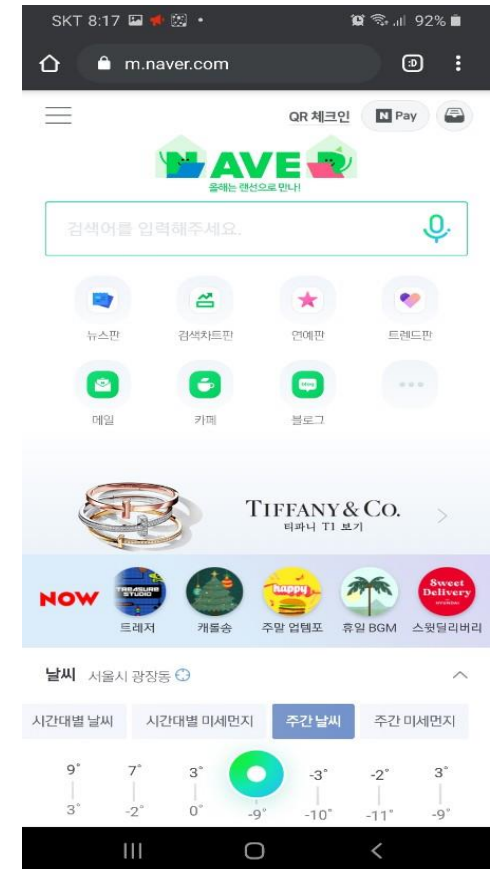 SKT 8:17
92%
m.naver.com
QR 체크인
N Pay
NAVER
올해는 랜선으로 만나!
검색어를 입력해주세요.
뉴스판 검색차트판 연예판 트렌드판
메일 카페 블로그
TIFFANY & CO.
티파니 T1 보기
NOW
TREASURE STUDIO
happy
Sweet Delivery
트레저 캐롤송 주말 업템포 휴일 BGM 스윗딜리버리
날씨 서울시 광장동
시간대별 날씨 시간대별 미세먼지 주간 날씨 주간 미세먼지
9° 7° 3° -3° -2° 3°
3° -2° 0° -9° -10° -11° -9°